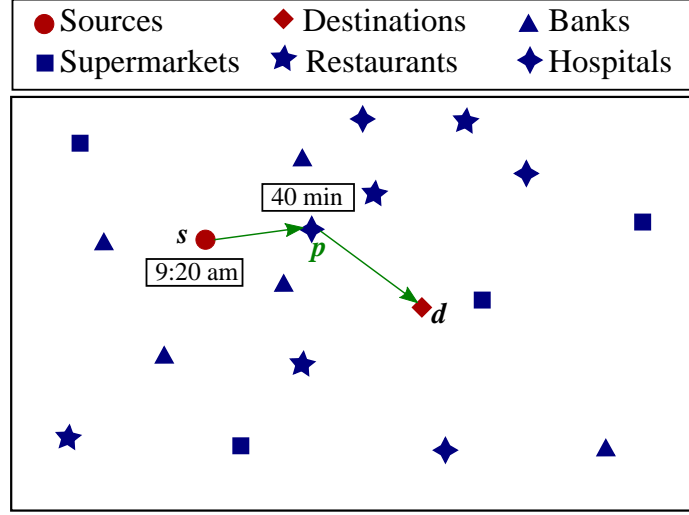 Sources Destinations Banks
Supermarkets Restaurants Hospitals
40 min
s
p
9:20 am
d